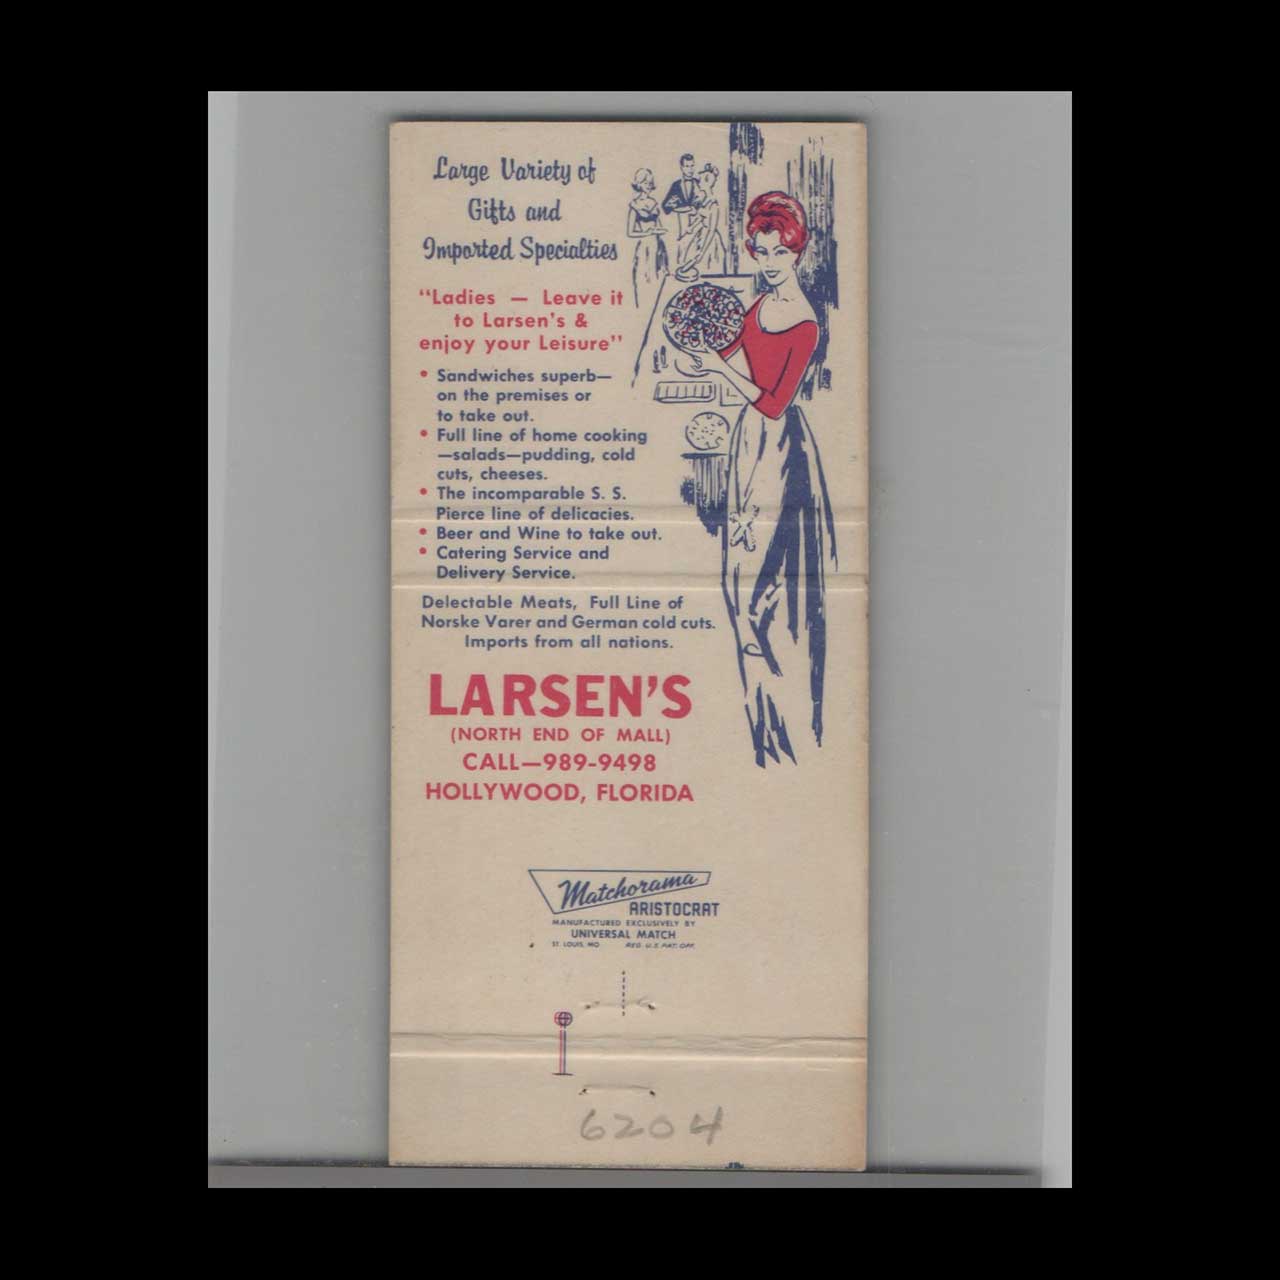 Large Variety of
Gifts and
Imported Specialties
"Ladies — Leave it
to Larsen's &
enjoy your Leisure"
• Sandwiches superb—
on the premises or
to take out.
• Full line of home cooking
—salads—pudding, cold
cuts, cheeses.
• The incomparable S. S.
Pierce line of delicacies.
• Beer and Wine to take out.
• Catering Service and
Delivery Service.
Delectable Meats, Full Line of
Norske Varer and German cold cuts.
Imports from all nations.
LARSEN'S
(NORTH END OF MALL)
CALL—989-9498
HOLLYWOOD, FLORIDA
Matchorama
ARISTOCRAT
MANUFACTURED EXCLUSIVELY BY
UNIVERSAL MATCH
ST. LOUIS, MO. REG. U.S. PAT. OFF.
6204